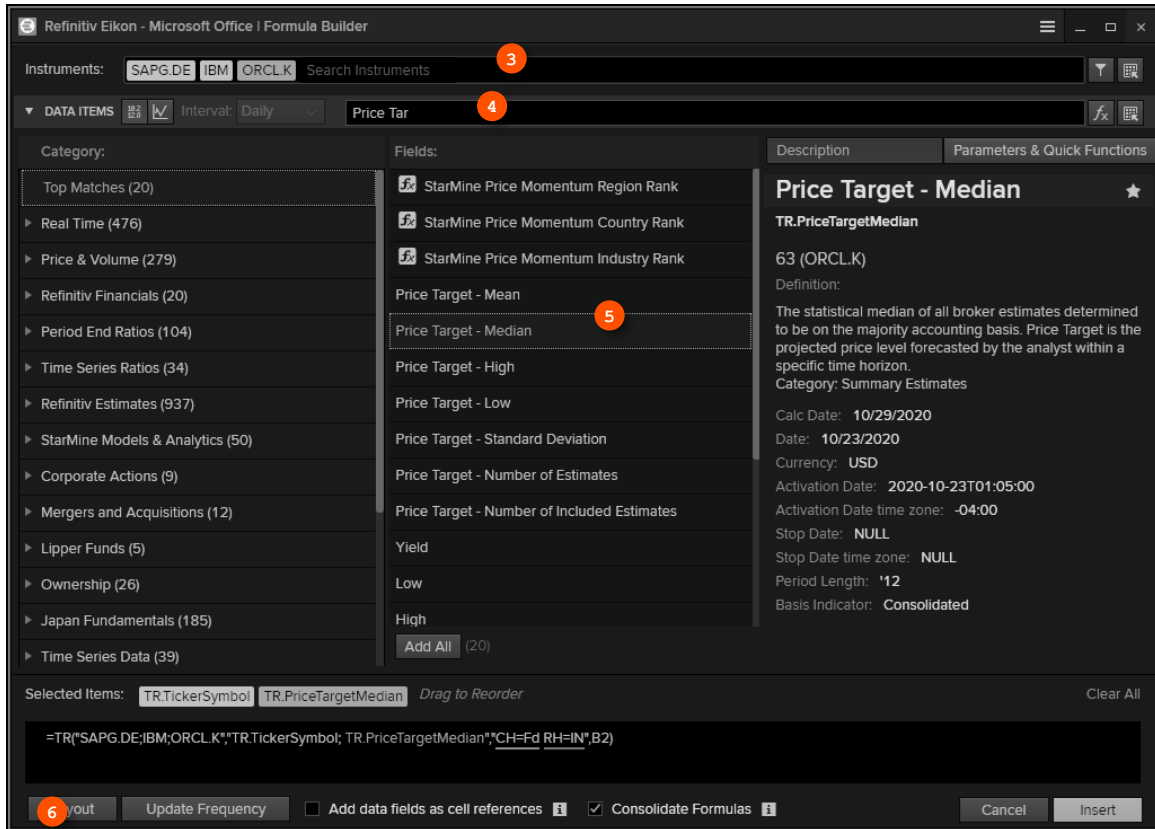 Refinitiv Eikon - Microsoft Office | Formula Builder
Instruments: SAPG.DE IBM ORCL.K Search Instruments 3
DATA ITEMS Interval: Daily Price Tar 4
Category:
Top Matches (20)
Real Time (476)
Price & Volume (279)
Refinitiv Financials (20)
Period End Ratios (104)
Time Series Ratios (34)
Refinitiv Estimates (937)
StarMine Models & Analytics (50)
Corporate Actions (9)
Mergers and Acquisitions (12)
Lipper Funds (5)
Ownership (26)
Japan Fundamentals (185)
Time Series Data (39)
Fields:
fx StarMine Price Momentum Region Rank
fx StarMine Price Momentum Country Rank
fx StarMine Price Momentum Industry Rank
Price Target - Mean
Price Target - Median 5
Price Target - High
Price Target - Low
Price Target - Standard Deviation
Price Target - Number of Estimates
Price Target - Number of Included Estimates
Yield
Low
High
Add All (20)
fx
Description Parameters & Quick Functions
Price Target - Median
TR.PriceTargetMedian
63 (ORCL.K)
Definition:
The statistical median of all broker estimates determined
to be on the majority accounting basis. Price Target is the
projected price level forecasted by the analyst within a
specific time horizon.
Category: Summary Estimates
Calc Date: 10/29/2020
Date: 10/23/2020
Currency: USD
Activation Date: 2020-10-23T01:05:00
Activation Date time zone: -04:00
Stop Date: NULL
Stop Date time zone: NULL
Period Length: '12
Basis Indicator: Consolidated
Selected Items: TR.TickerSymbol TR.PriceTargetMedian Drag to Reorder Clear All
=TR("SAPG.DE;IBM;ORCL.K","TR.TickerSymbol; TR.PriceTargetMedian","CH=Fd RH=IN",B2)
6 yout Update Frequency Add data fields as cell references i Consolidate Formulas i Cancel Insert